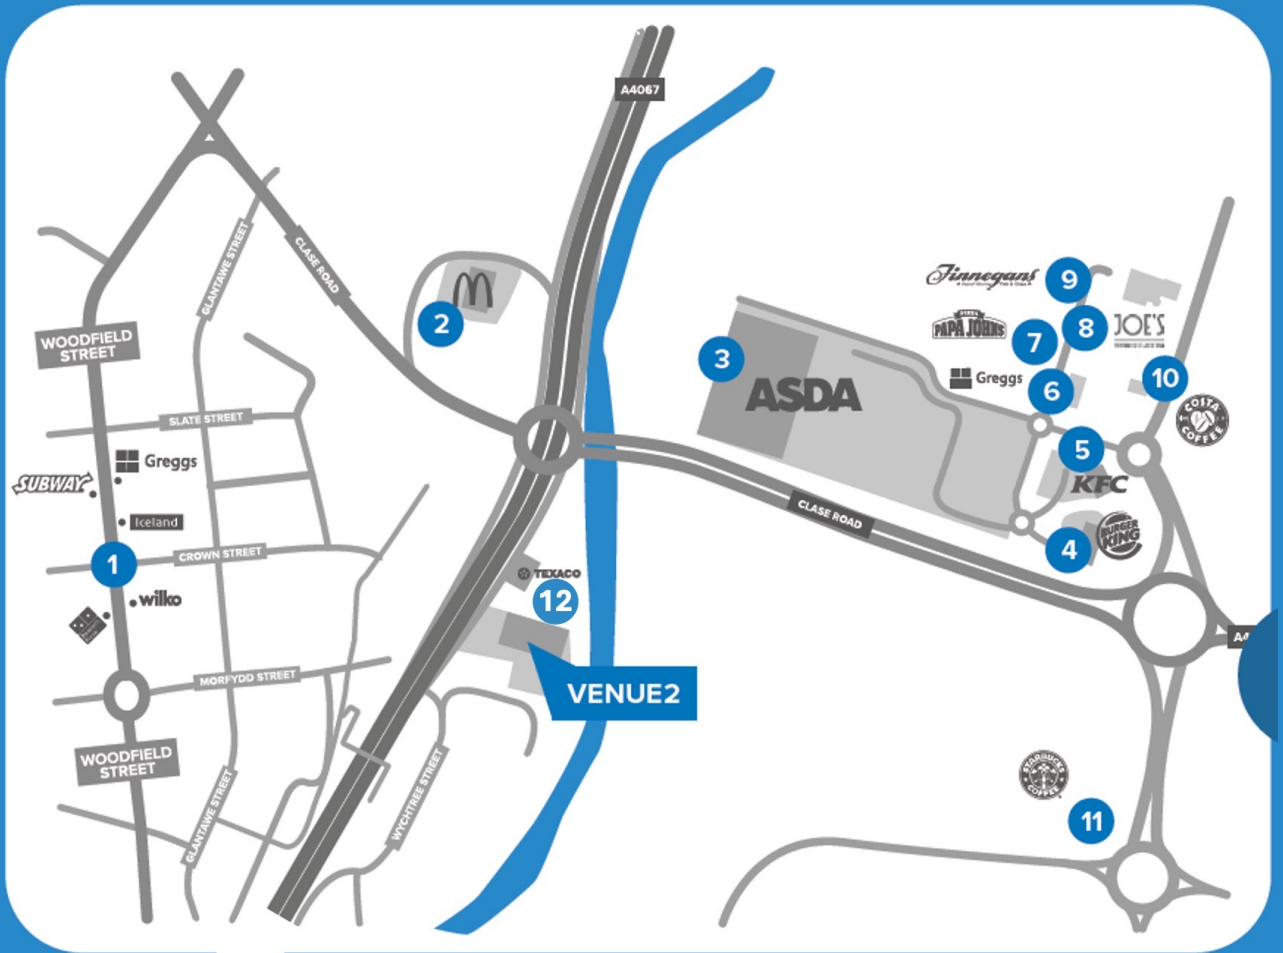 A4067
GLANTAWE STREET
CLASE ROAD
WOODFIELD
STREET
2
Finnegans
9
PAPA JOHNS
7
8
JOE'S
3
ASDA
Greggs
6
10
COSTA
COFFEE
SLATE STREET
5
KFC
SUBWAY
Greggs
Iceland
CLASE ROAD
BURGER
KING
4
1
CROWN STREET
TEXACO
12
wilko
A4
MORFYDD STREET
VENUE2
WOODFIELD
STREET
GLANTAWE STREET
WYCHTREE STREET
STARBUCKS
COFFEE
11